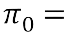 π₀ =